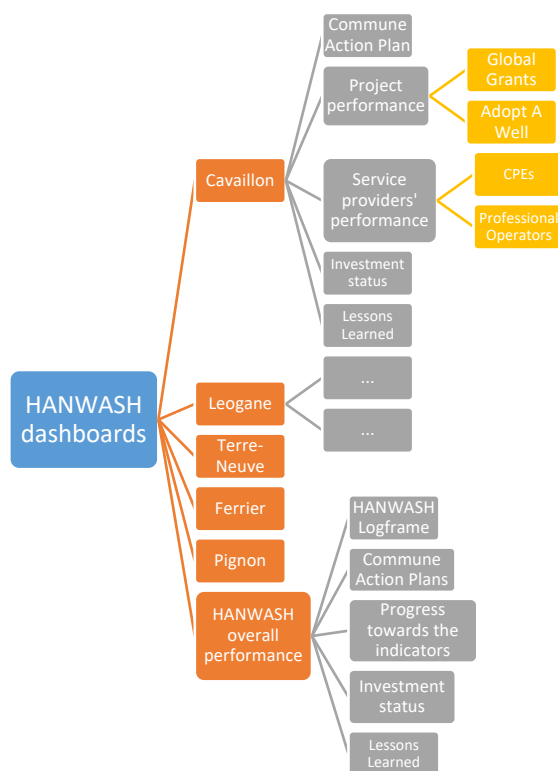 HANWASH
dashboards
Cavaillon
Commune
Action Plan
Project
performance
Global
Grants
Adopt A
Well
Service
providers'
performance
CPEs
Professional
Operators
Investment
status
Lessons
Learned
Leogane
...
...
Terre-
Neuve
Ferrier
Pignon
HANWASH
overall
performance
HANWASH
Logframe
Commune
Action Plans
Progress
towards the
indicators
Investment
status
Lessons
Learned